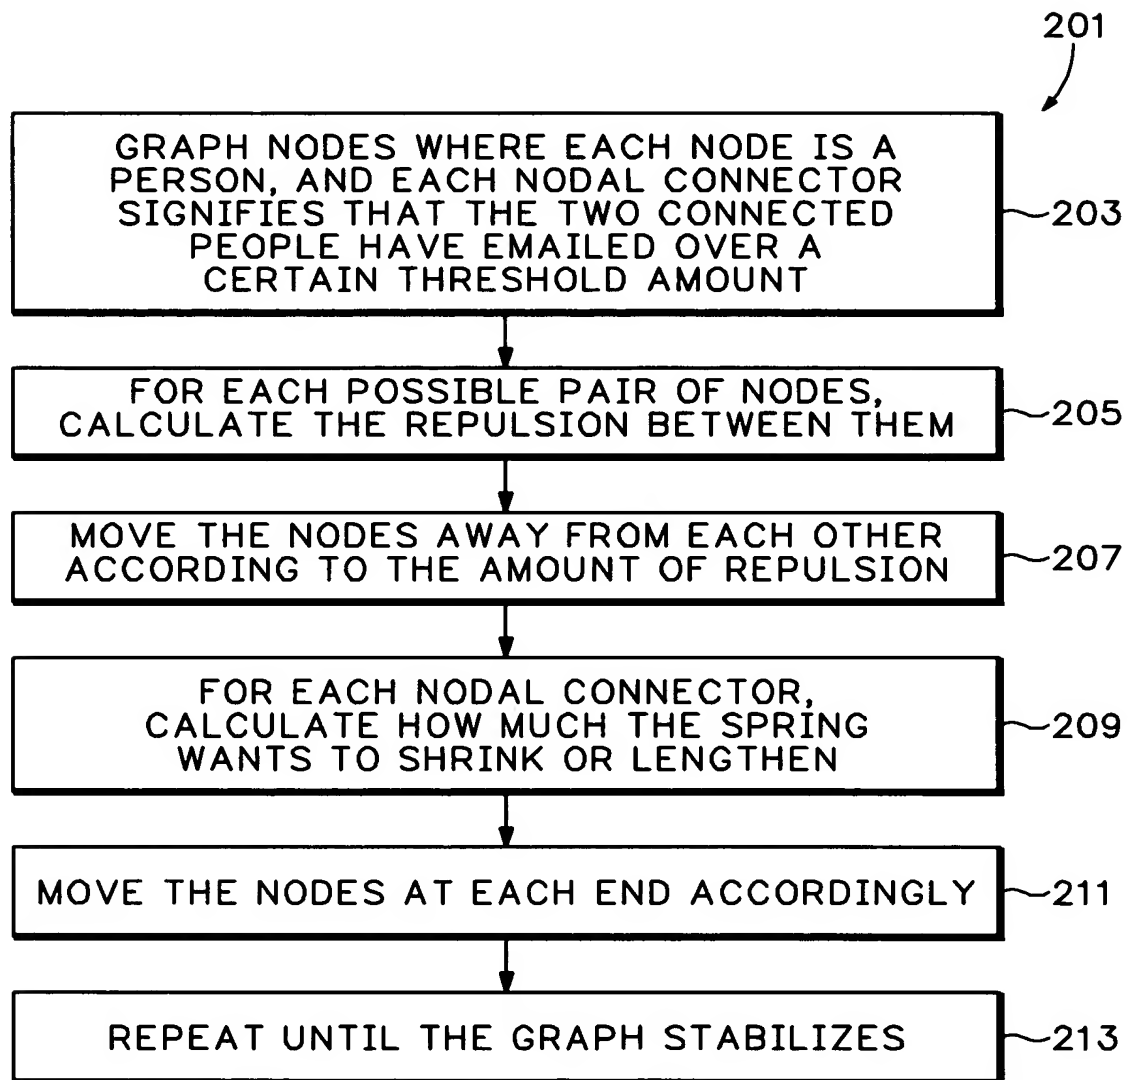 201
GRAPH NODES WHERE EACH NODE IS A
PERSON, AND EACH NODAL CONNECTOR
SIGNIFIES THAT THE TWO CONNECTED
PEOPLE HAVE EMAILED OVER A
CERTAIN THRESHOLD AMOUNT
203
FOR EACH POSSIBLE PAIR OF NODES,
CALCULATE THE REPULSION BETWEEN THEM
205
MOVE THE NODES AWAY FROM EACH OTHER
ACCORDING TO THE AMOUNT OF REPULSION
207
FOR EACH NODAL CONNECTOR,
CALCULATE HOW MUCH THE SPRING
WANTS TO SHRINK OR LENGTHEN
209
MOVE THE NODES AT EACH END ACCORDINGLY
211
REPEAT UNTIL THE GRAPH STABILIZES
213